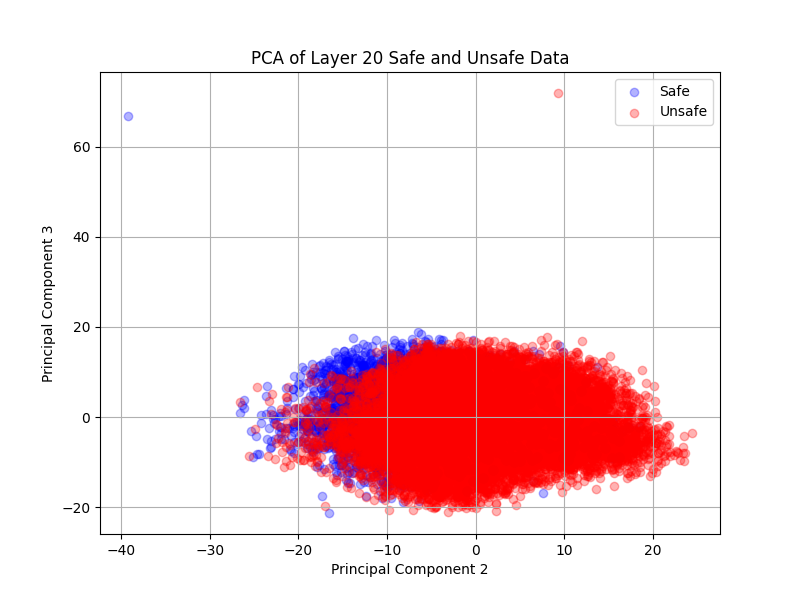 PCA of Layer 20 Safe and Unsafe Data
Safe
Unsafe
60
40
20
0
−20
Principal Component 3
−40
−30
−20
−10
0
10
20
Principal Component 2